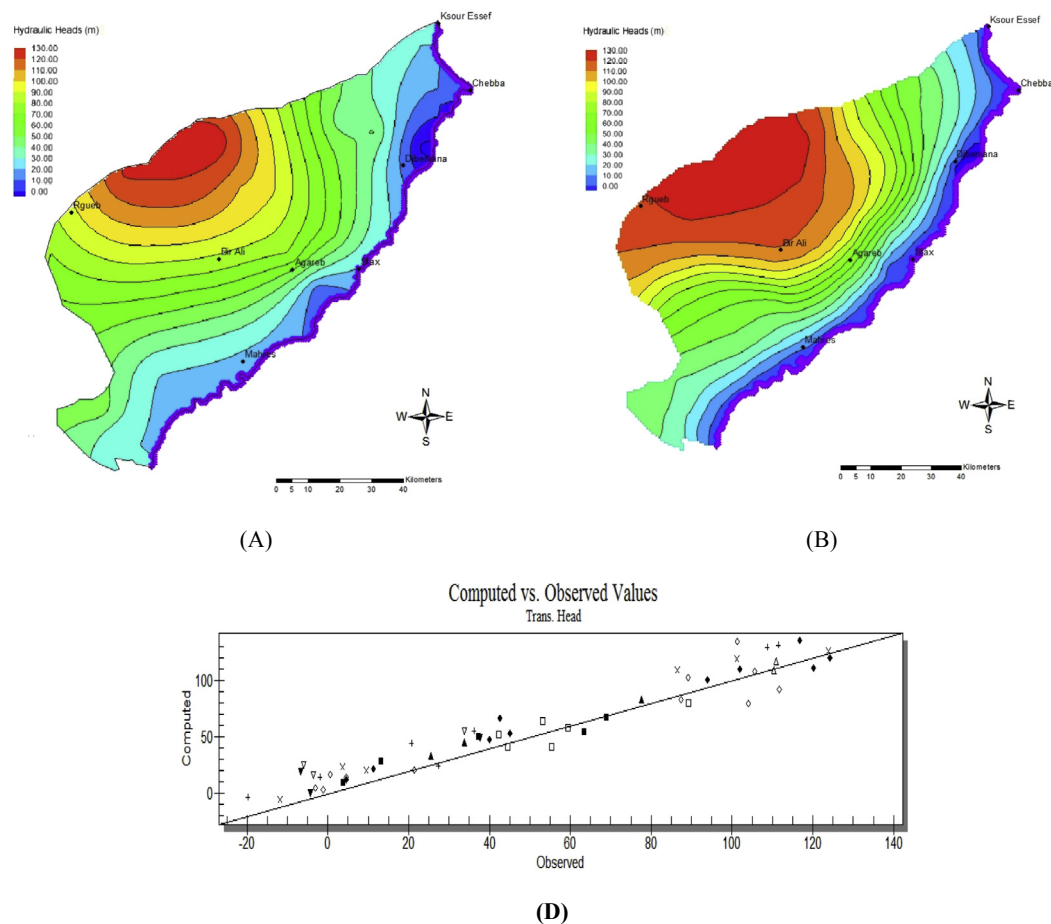 Hydraulic Heads (m)
130.00
120.00
110.00
100.00
90.00
80.00
70.00
60.00
50.00
40.00
30.00
20.00
10.00
0.00
Ksour Essef
Chebba
Rgueb
Bir Ali
Agareb
N
W E
S
Kilometers
0 5 10 20 30 40
(A)
Hydraulic Heads (m)
130.00
120.00
110.00
100.00
90.00
80.00
70.00
60.00
50.00
40.00
30.00
20.00
10.00
0.00
Ksour Essef
Chebba
Rgueb
Bir Ali
Agareb
N
W E
S
Kilometers
0 5 10 20 30 40
(B)
Computed vs. Observed Values
Trans. Head
Computed
100
50
0
-20 0 20 40 60 80 100 120 140
Observed
(D)